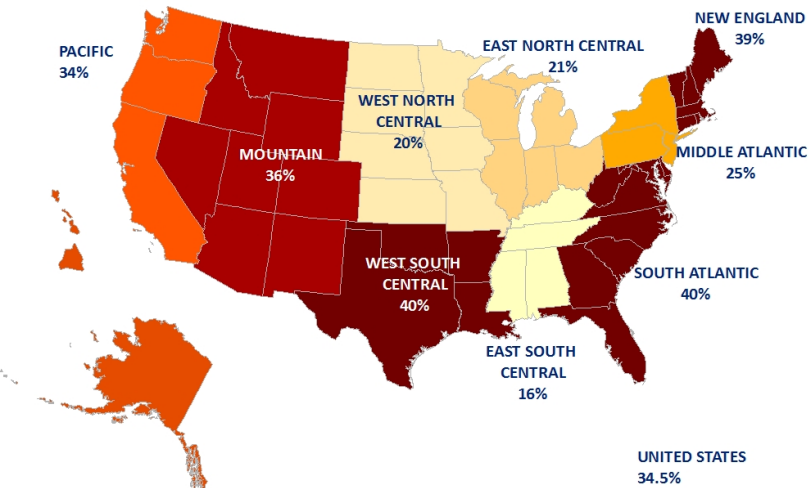 NEW ENGLAND
39%
EAST NORTH CENTRAL
21%
PACIFIC
34%
WEST NORTH
CENTRAL
20%
MOUNTAIN
36%
MIDDLE ATLANTIC
25%
WEST SOUTH
CENTRAL
40%
SOUTH ATLANTIC
40%
EAST SOUTH
CENTRAL
16%
UNITED STATES
34.5%